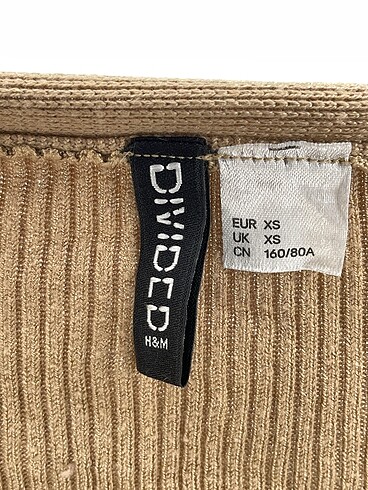 DIVIDED
H&M
EUR XS
UK XS
CN 160/80A